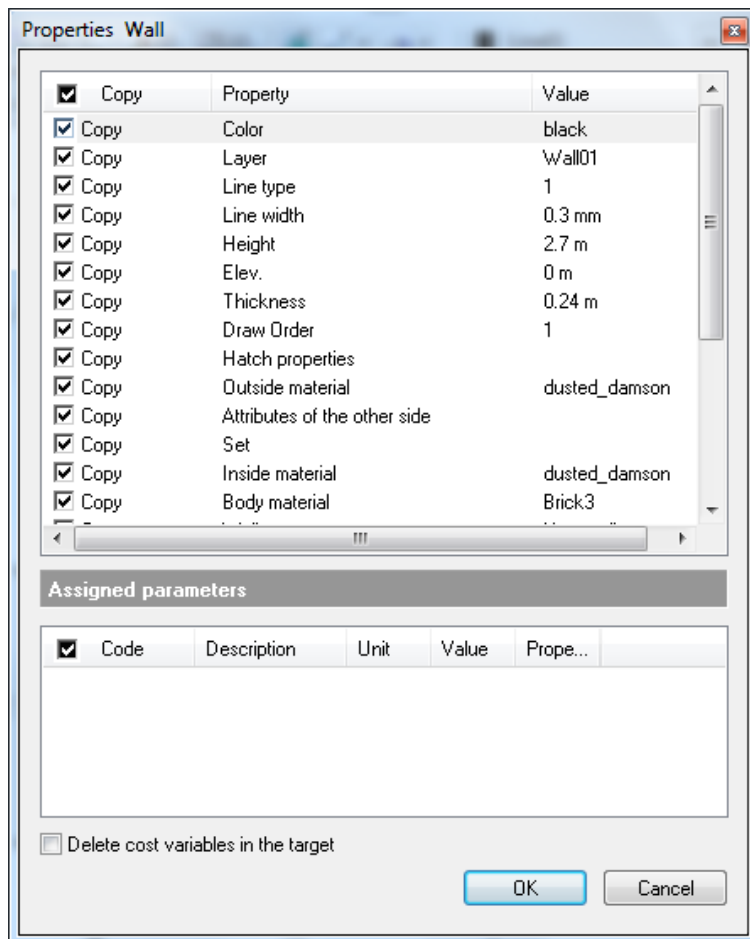 Properties Wall
Copy Property Value
Copy Color black
Copy Layer Wall01
Copy Line type 1
Copy Line width 0.3 mm
Copy Height 2.7 m
Copy Elev. 0 m
Copy Thickness 0.24 m
Copy Draw Order 1
Copy Hatch properties
Copy Outside material dusted_damson
Copy Attributes of the other side
Copy Set
Copy Inside material dusted_damson
Copy Body material Brick3
Assigned parameters
Code Description Unit Value Prope...
Delete cost variables in the target
OK Cancel